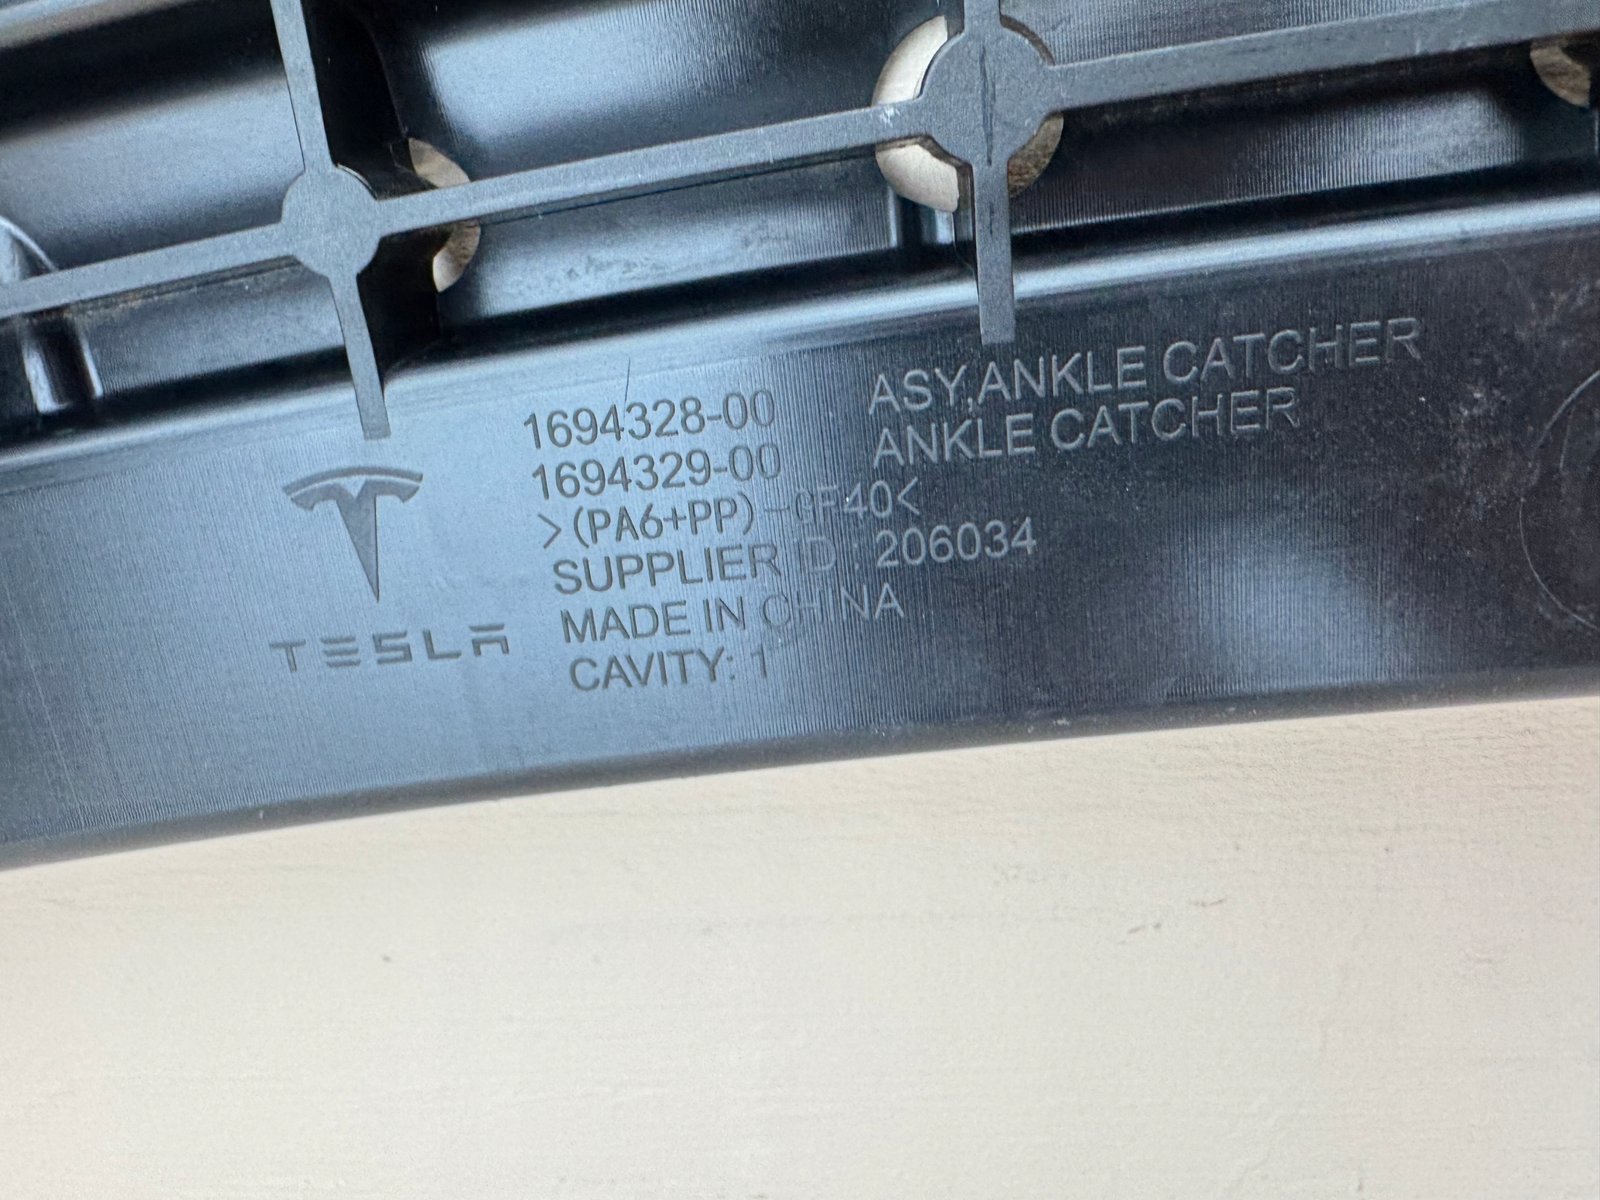 1694328-00 ASY,ANKLE CATCHER
1694329-00 ANKLE CATCHER
>(PA6+PP)-GF40<
SUPPLIER ID : 206034
MADE IN CHINA
CAVITY: 1
TESLA